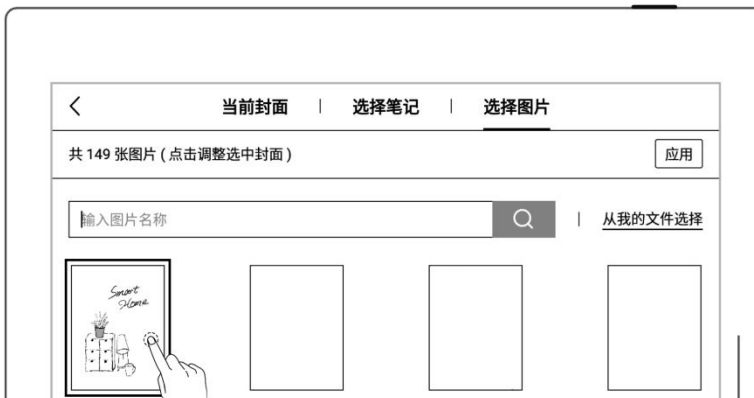 当前封面 | 选择笔记 | 选择图片
共 149 张图片 ( 点击调整选中封面 )
应用
输入图片名称
从我的文件选择
Smart
Home